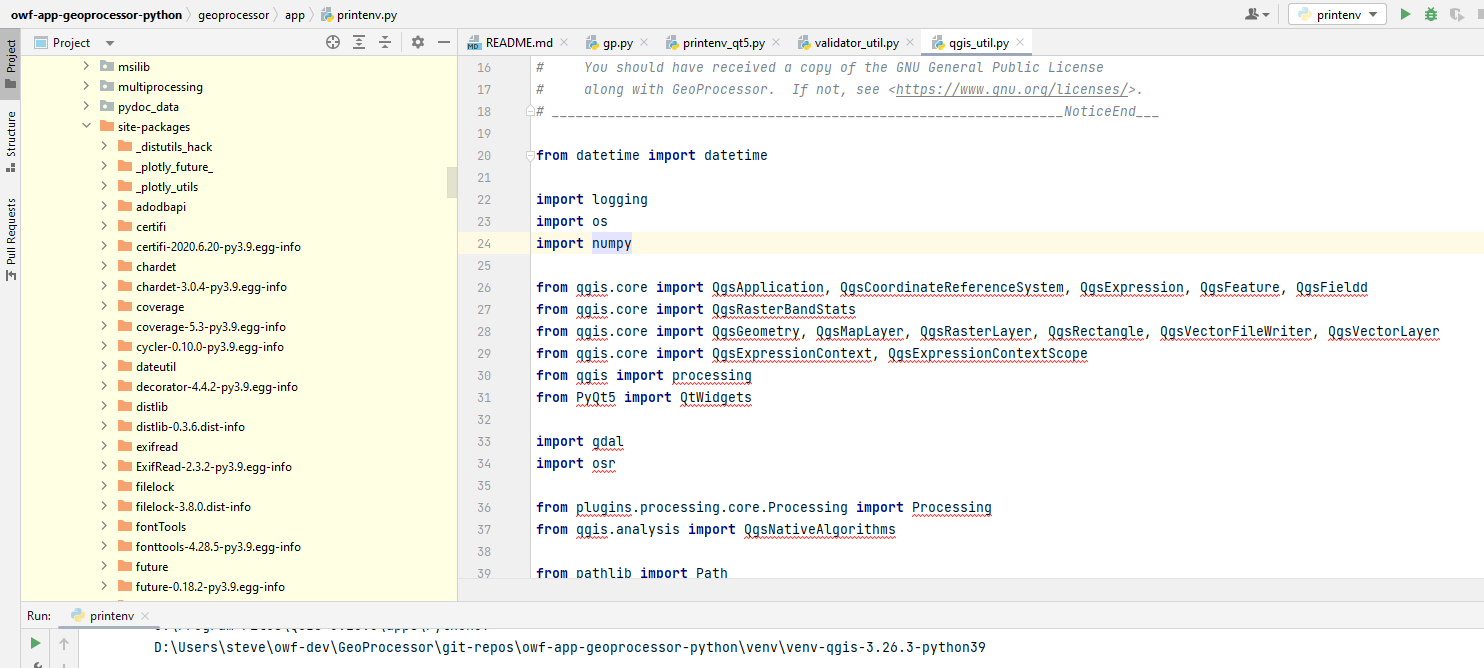 owf-app-geoprocessor-python geoprocessor app printenv.py
printenv
Project
README.md gp.py printenv_qt5.py validator_util.py qgis_util.py
Project
Structure
Pull Requests
msilib
multiprocessing
pydoc_data
site-packages
_distutils_hack
_plotly_future_
_plotly_utils
adodbapi
certifi
certifi-2020.6.20-py3.9.egg-info
chardet
chardet-3.0.4-py3.9.egg-info
coverage
coverage-5.3-py3.9.egg-info
cycler-0.10.0-py3.9.egg-info
dateutil
decorator-4.4.2-py3.9.egg-info
distlib
distlib-0.3.6.dist-info
exifread
ExifRead-2.3.2-py3.9.egg-info
filelock
filelock-3.8.0.dist-info
fontTools
fonttools-4.28.5-py3.9.egg-info
future
future-0.18.2-py3.9.egg-info
16 #     You should have received a copy of the GNU General Public License
17 #     along with GeoProcessor.  If not, see <https://www.gnu.org/licenses/>.
18 # ________________________________________________________________NoticeEnd___
19
20 from datetime import datetime
21
22 import logging
23 import os
24 import numpy
25
26 from qgis.core import QgsApplication, QgsCoordinateReferenceSystem, QgsExpression, QgsFeature, QgsFieldd
27 from qgis.core import QgsRasterBandStats
28 from qgis.core import QgsGeometry, QgsMapLayer, QgsRasterLayer, QgsRectangle, QgsVectorFileWriter, QgsVectorLayer
29 from qgis.core import QgsExpressionContext, QgsExpressionContextScope
30 from qgis import processing
31 from PyQt5 import QtWidgets
32
33 import gdal
34 import osr
35
36 from plugins.processing.core.Processing import Processing
37 from qgis.analysis import QgsNativeAlgorithms
38
39 from pathlib import Path
Run: printenv
D:\Users\steve\owf-dev\GeoProcessor\git-repos\owf-app-geoprocessor-python\venv\venv-qgis-3.26.3-python39